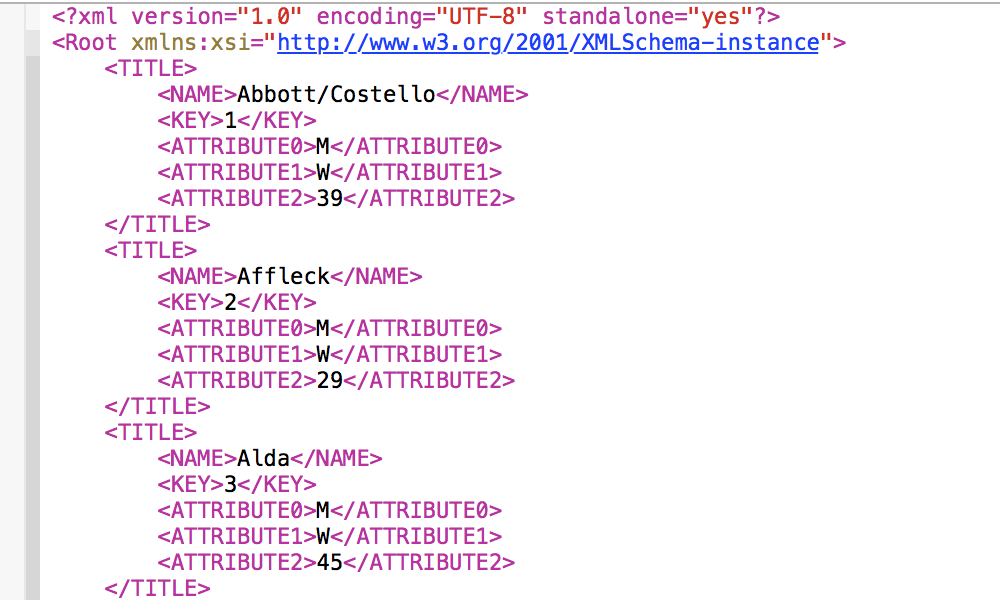 <?xml version="1.0" encoding="UTF-8" standalone="yes"?>
<Root xmlns:xsi="http://www.w3.org/2001/XMLSchema-instance">
    <TITLE>
        <NAME>Abbott/Costello</NAME>
        <KEY>1</KEY>
        <ATTRIBUTE0>M</ATTRIBUTE0>
        <ATTRIBUTE1>W</ATTRIBUTE1>
        <ATTRIBUTE2>39</ATTRIBUTE2>
    </TITLE>
    <TITLE>
        <NAME>Affleck</NAME>
        <KEY>2</KEY>
        <ATTRIBUTE0>M</ATTRIBUTE0>
        <ATTRIBUTE1>W</ATTRIBUTE1>
        <ATTRIBUTE2>29</ATTRIBUTE2>
    </TITLE>
    <TITLE>
        <NAME>Alda</NAME>
        <KEY>3</KEY>
        <ATTRIBUTE0>M</ATTRIBUTE0>
        <ATTRIBUTE1>W</ATTRIBUTE1>
        <ATTRIBUTE2>45</ATTRIBUTE2>
    </TITLE>